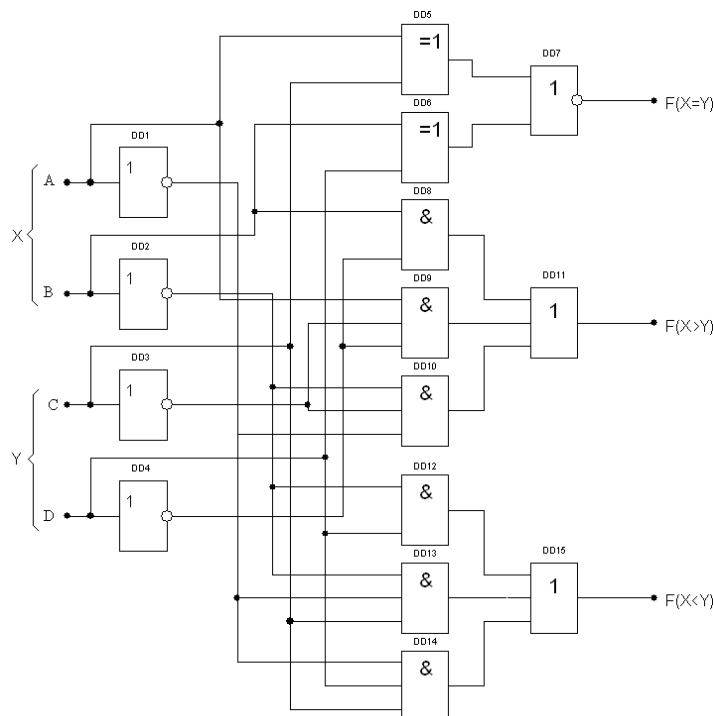 DD5
=1
DD7
1
F(X=Y)
DD6
=1
DD1
1
A
X
DD8
&
DD2
1
B
DD9
&
DD11
1
F(X>Y)
DD3
1
C
DD10
&
Y
DD4
1
D
DD12
&
DD13
&
DD15
1
F(X<Y)
DD14
&